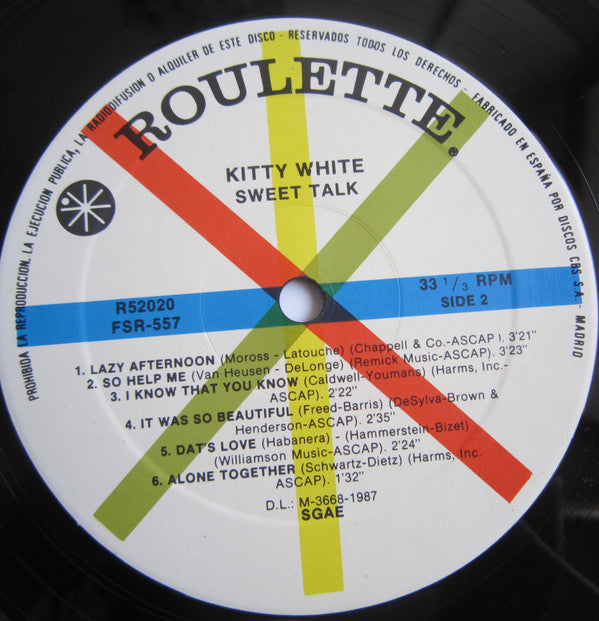 PROHIBIDA LA REPRODUCCION. LA EJECUCION PUBLICA, LA RADIODIFUSION O ALQUILER DE ESTE DISCO - RESERVADOS TODOS LOS DERECHOS - FABRICADO EN ESPAÑA POR DISCOS CBS-S.A. - MADRID
ROULETTE®
KITTY WHITE
SWEET TALK
R52020
FSR-557
33 1/3 RPM
SIDE 2
1. LAZY AFTERNOON (Moross - Latouche) (Chappell & Co.-ASCAP). 3'21"
2. SO HELP ME (Van Heusen - DeLonge) (Remick Music-ASCAP). 3'23"
3. I KNOW THAT YOU KNOW (Caldwell-Youmans) (Harms, Inc.-
ASCAP). 2'22"
4. IT WAS SO BEAUTIFUL (Freed-Barris) (DeSylva-Brown &
Henderson-ASCAP). 2'35"
5. DAT'S LOVE (Habanera) - (Hammerstein-Bizet)
(Williamson Music-ASCAP). 2'24"
6. ALONE TOGETHER (Schwartz-Dietz) (Harms, Inc.
ASCAP). 1'32"
D.L.: M-3668-1987
SGAE